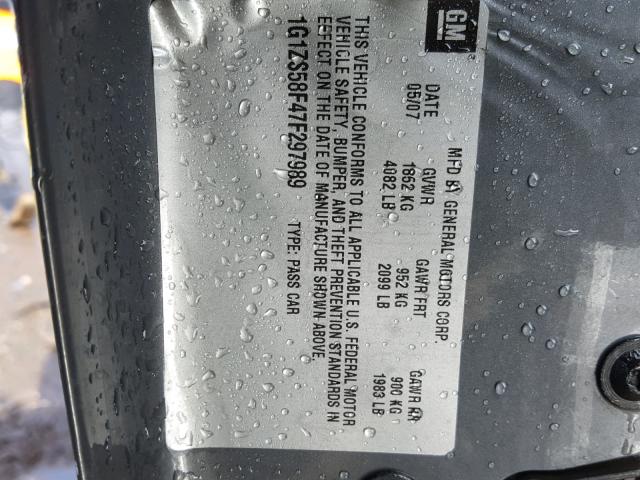 GM
MFD BY GENERAL MOTORS CORP.
DATE GVWR GAWR FRT GAWR RR
05/07 1852 KG 952 KG 900 KG
4082 LB 2099 LB 1983 LB
THIS VEHICLE CONFORMS TO ALL APPLICABLE U.S. FEDERAL MOTOR
VEHICLE SAFETY, BUMPER, AND THEFT PREVENTION STANDARDS IN
EFFECT ON THE DATE OF MANUFACTURE SHOWN ABOVE.
1G1ZS58F47F297989 TYPE: PASS CAR